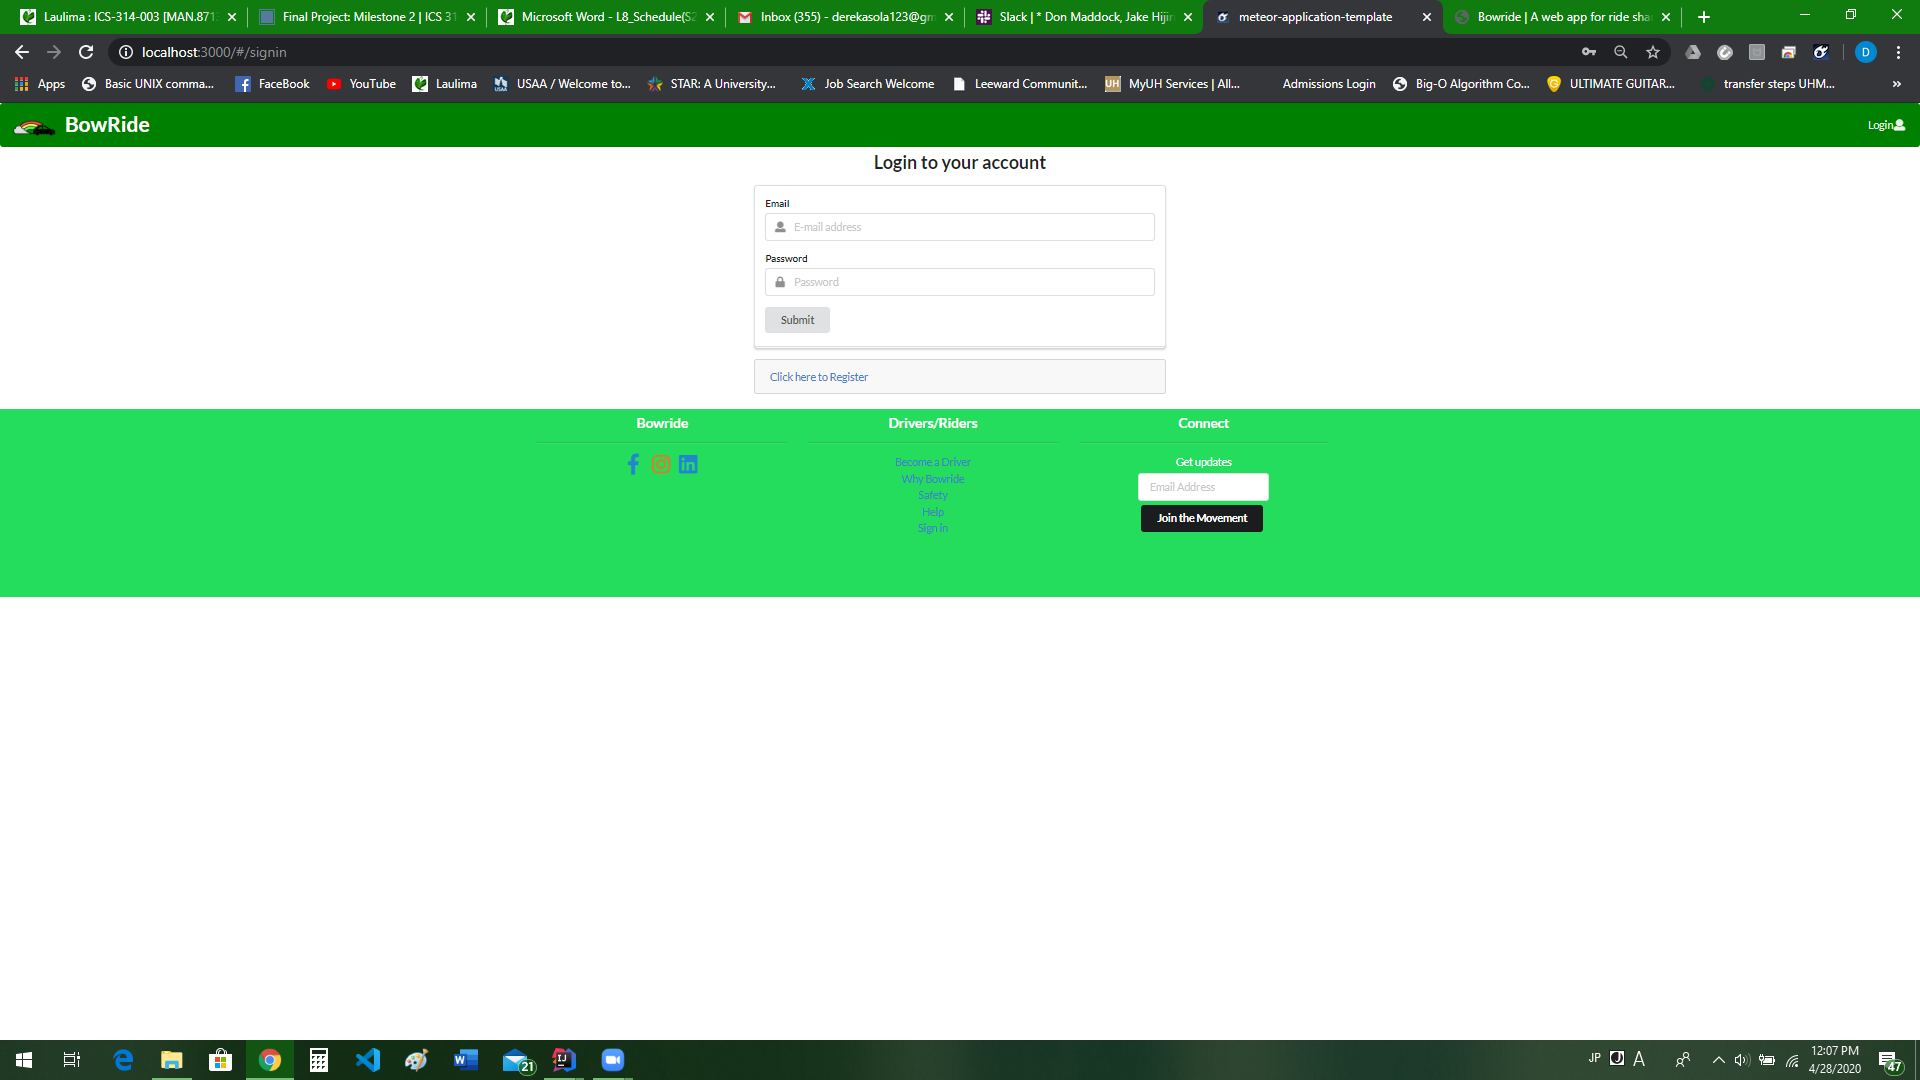 Laulima : ICS-314-003 [MAN.871
Final Project: Milestone 2 | ICS 31
Microsoft Word - L8_Schedule(S2
Inbox (355) - derekasola123@gm
Slack | * Don Maddock, Jake Hijir
meteor-application-template
Bowride | A web app for ride sha
localhost:3000/#/signin
D
Apps
Basic UNIX comma...
FaceBook
YouTube
Laulima
USAA / Welcome to...
STAR: A University...
Job Search Welcome
Leeward Communit...
UH
MyUH Services | All...
Admissions Login
Big-O Algorithm Co...
ULTIMATE GUITAR...
transfer steps UHM...
BowRide
Login
Login to your account
Email
E-mail address
Password
Password
Submit
Click here to Register
Bowride
Drivers/Riders
Become a Driver
Why Bowride
Safety
Help
Sign in
Connect
Get updates
Email Address
Join the Movement
21
JP
A
12:07 PM
4/28/2020
47